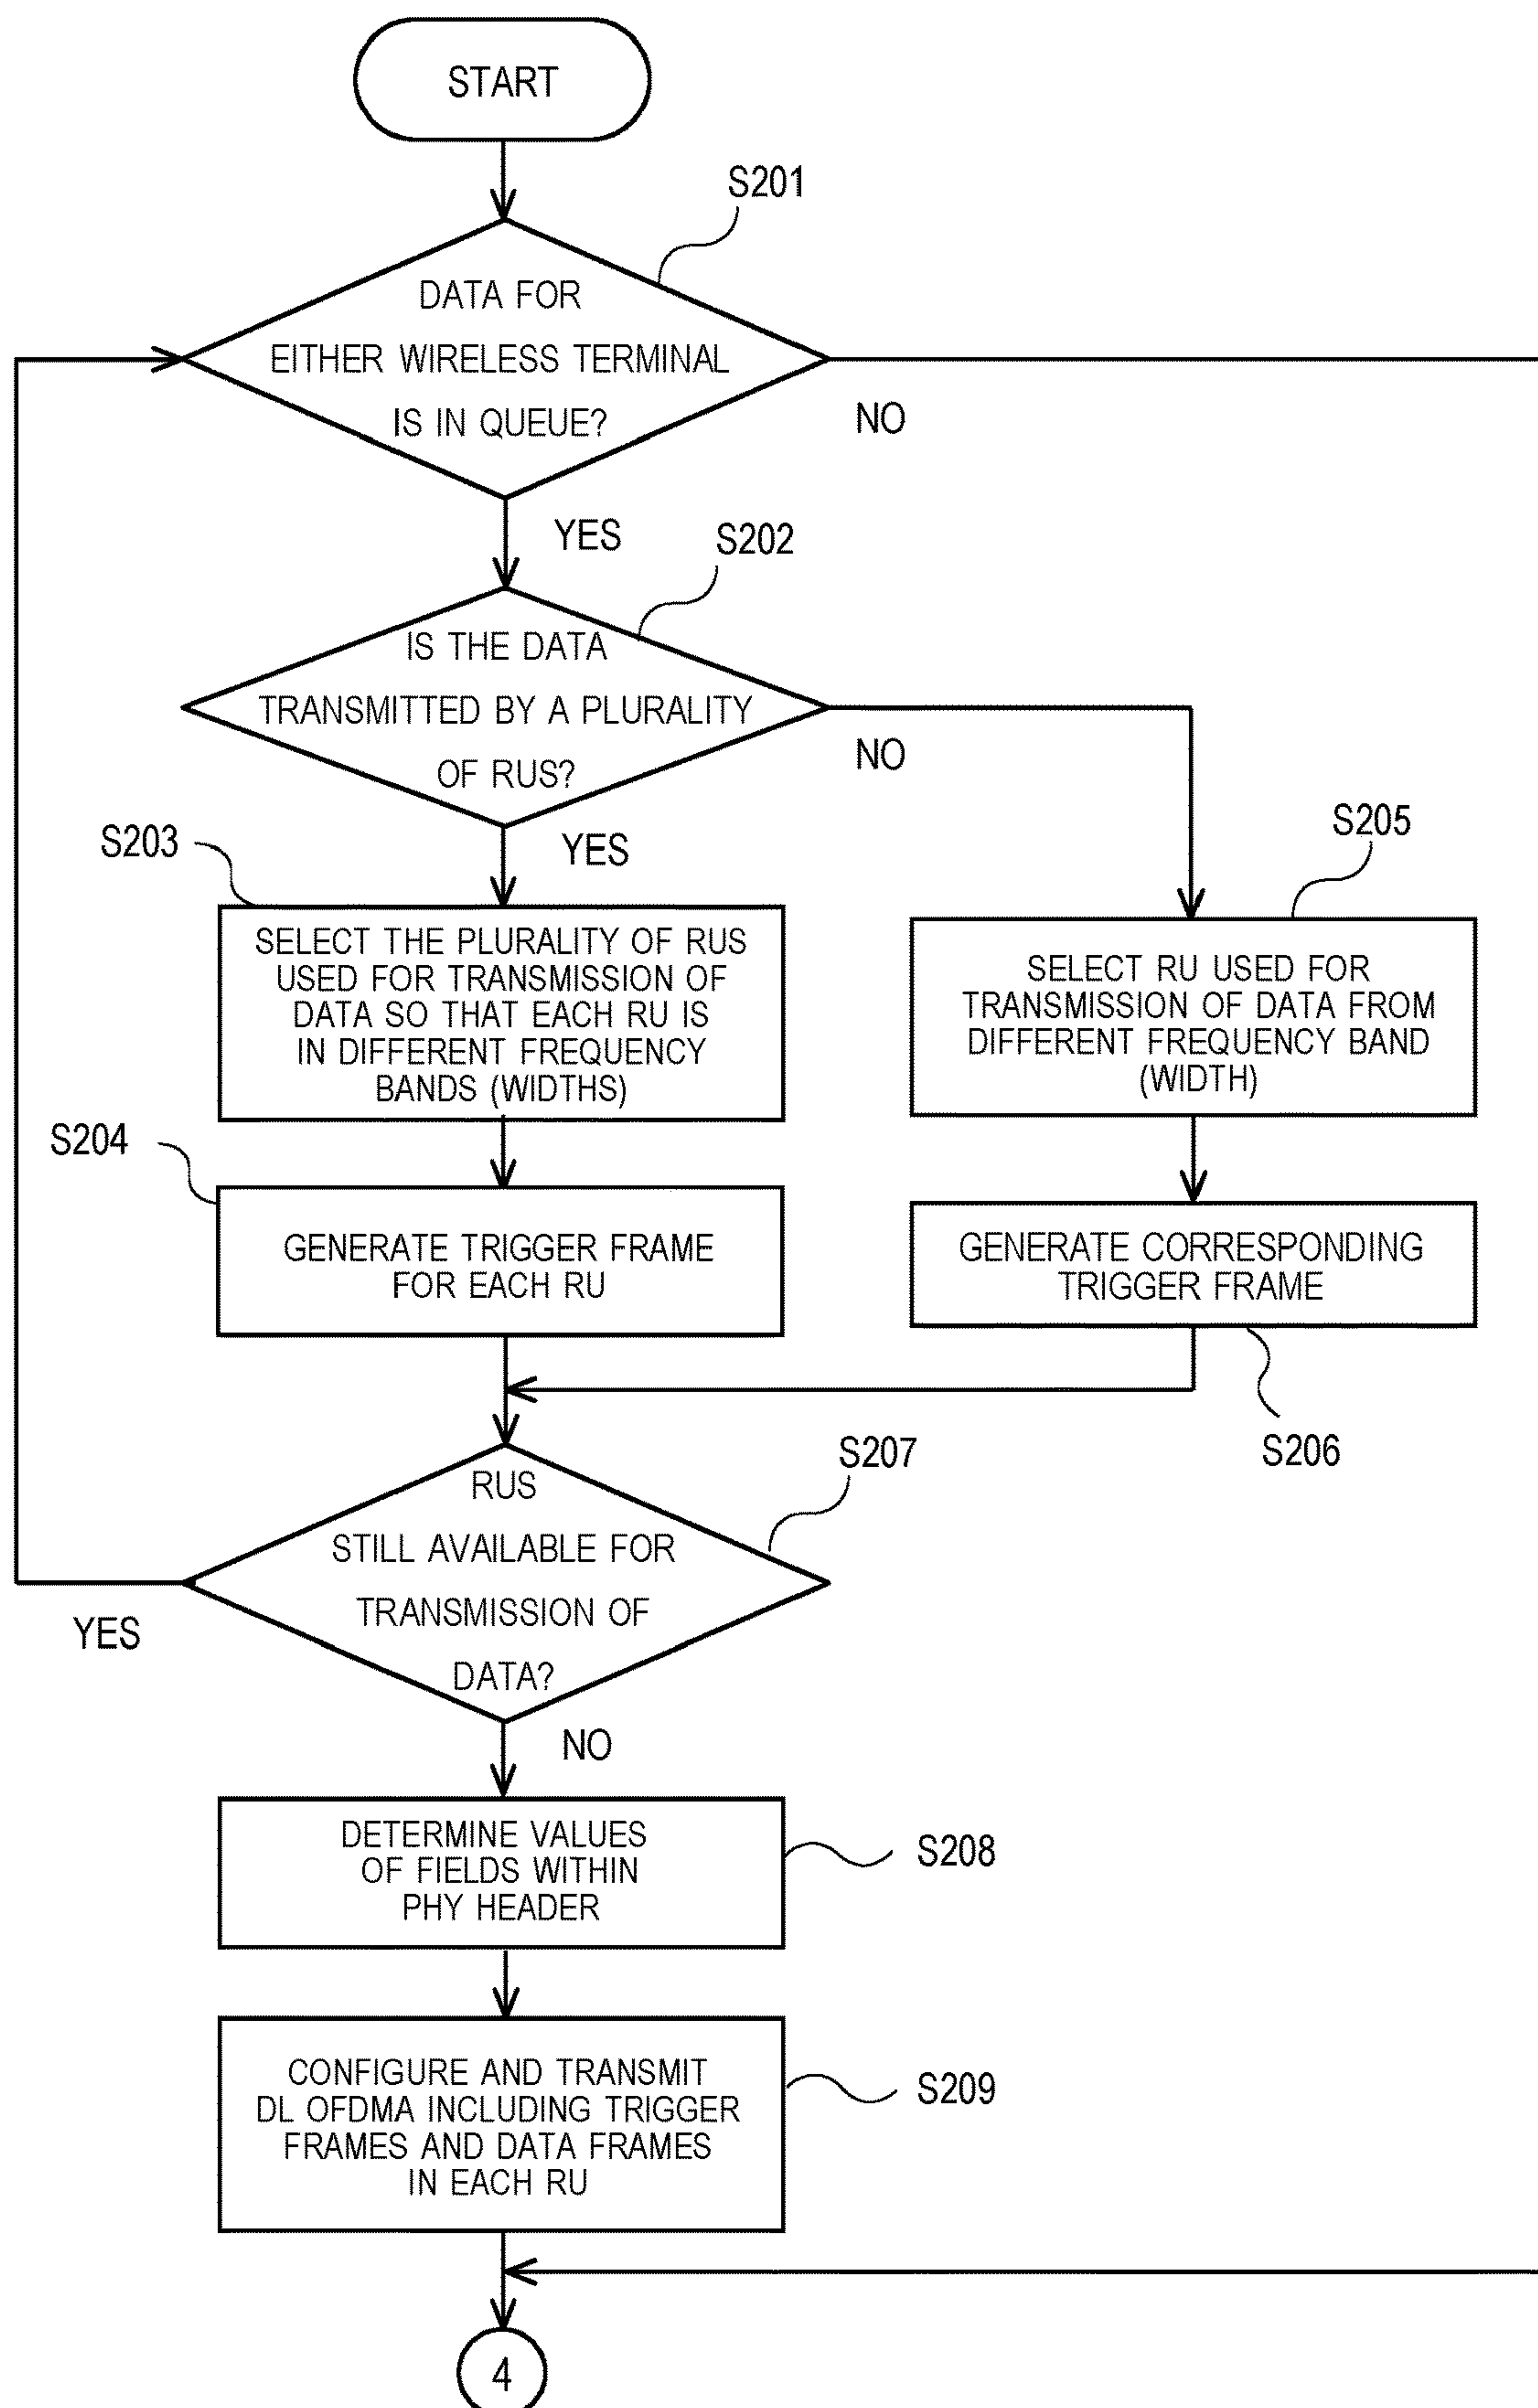 START
S201
DATA FOR
EITHER WIRELESS TERMINAL
IS IN QUEUE?
NO
YES
S202
IS THE DATA
TRANSMITTED BY A PLURALITY
OF RUS?
NO
YES
S203
SELECT THE PLURALITY OF RUS
USED FOR TRANSMISSION OF
DATA SO THAT EACH RU IS
IN DIFFERENT FREQUENCY
BANDS (WIDTHS)
S205
SELECT RU USED FOR
TRANSMISSION OF DATA FROM
DIFFERENT FREQUENCY BAND
(WIDTH)
S204
GENERATE TRIGGER FRAME
FOR EACH RU
GENERATE CORRESPONDING
TRIGGER FRAME
S206
S207
RUS
STILL AVAILABLE FOR
TRANSMISSION OF
DATA?
YES
NO
DETERMINE VALUES
OF FIELDS WITHIN
PHY HEADER
S208
CONFIGURE AND TRANSMIT
DL OFDMA INCLUDING TRIGGER
FRAMES AND DATA FRAMES
IN EACH RU
S209
4